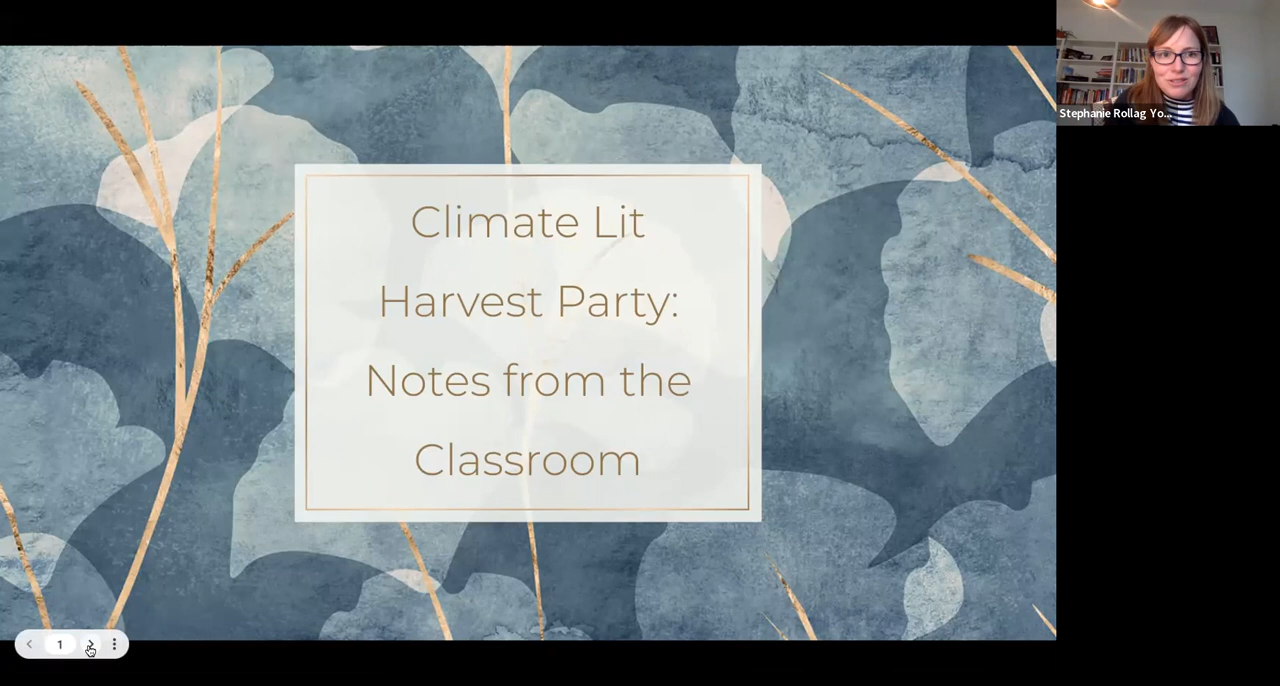 Climate Lit
Harvest Party:
Notes from the
Classroom
Stephanie Rollag Yo...
1